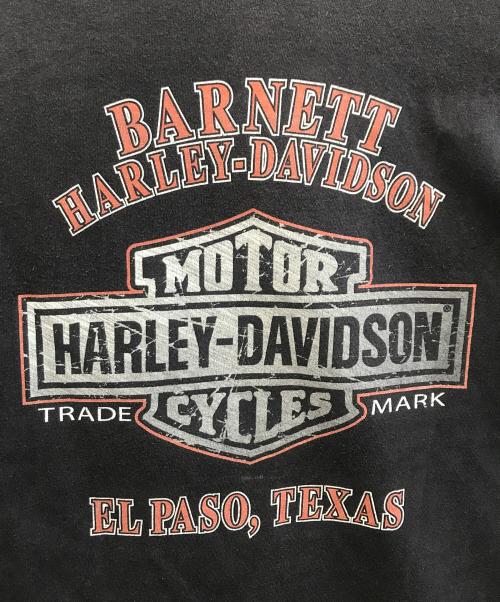 BARNETT
HARLEY-DAVIDSON
MOTOR
HARLEY-DAVIDSON®
CYCLES
TRADE MARK
EL PASO, TEXAS